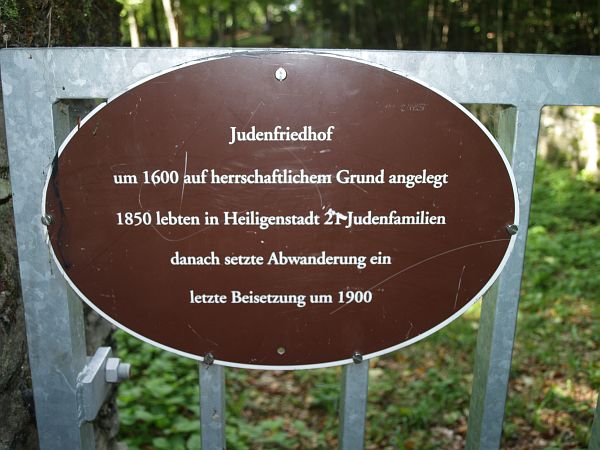 Judenfriedhof
um 1600 auf herrschaftlichem Grund angelegt
1850 lebten in Heiligenstadt 21 Judenfamilien
danach setzte Abwanderung ein
letzte Beisetzung um 1900